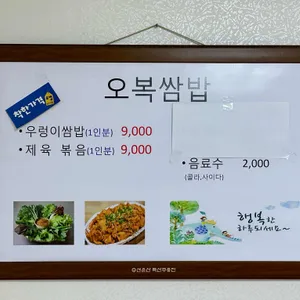 오복쌈밥
착한가격
• 우렁이쌈밥(1인분) 9,000
• 제육 볶음(1인분) 9,000
• 음료수 2,000
(콜라,사이다)
행복한
하루되세요~